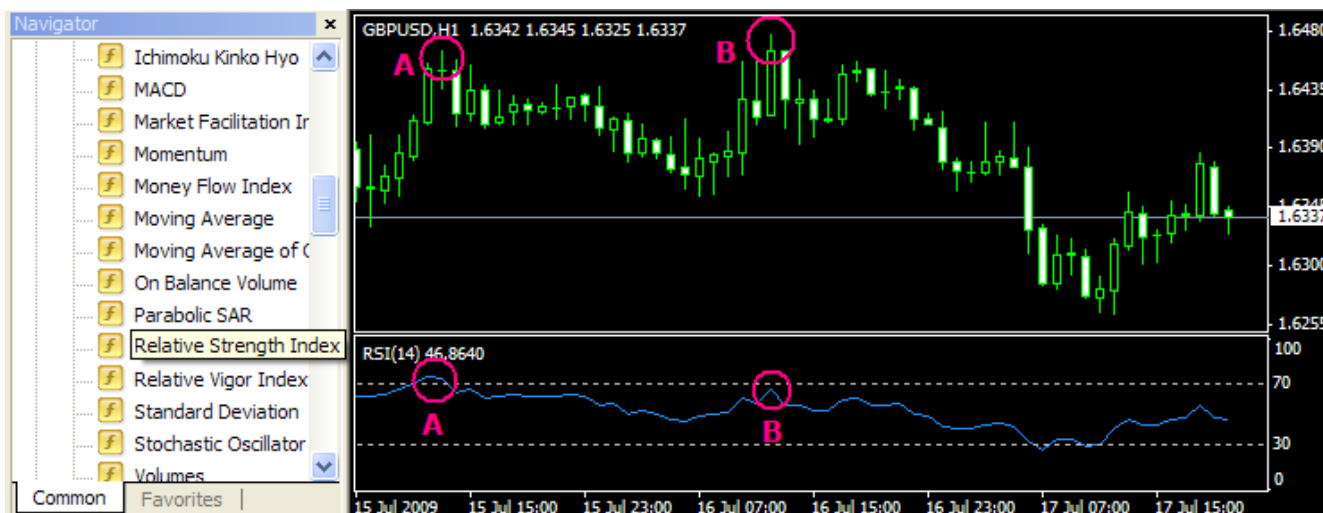 Navigator
Ichimoku Kinko Hyo
MACD
Market Facilitation Ir
Momentum
Money Flow Index
Moving Average
Moving Average of
On Balance Volume
Parabolic SAR
Relative Strength Index
Relative Vigor Index
Standard Deviation
Stochastic Oscillator
Volumes
Common Favorites
GBPUSD,H1 1.6342 1.6345 1.6325 1.6337
A
B
1.6480
1.6435
1.6390
1.6345
1.6337
1.6300
1.6255
RSI(14) 46.8640
A
B
100
70
30
0
15 Jul 2009 15 Jul 15:00 15 Jul 23:00 16 Jul 07:00 16 Jul 15:00 16 Jul 23:00 17 Jul 07:00 17 Jul 15:00